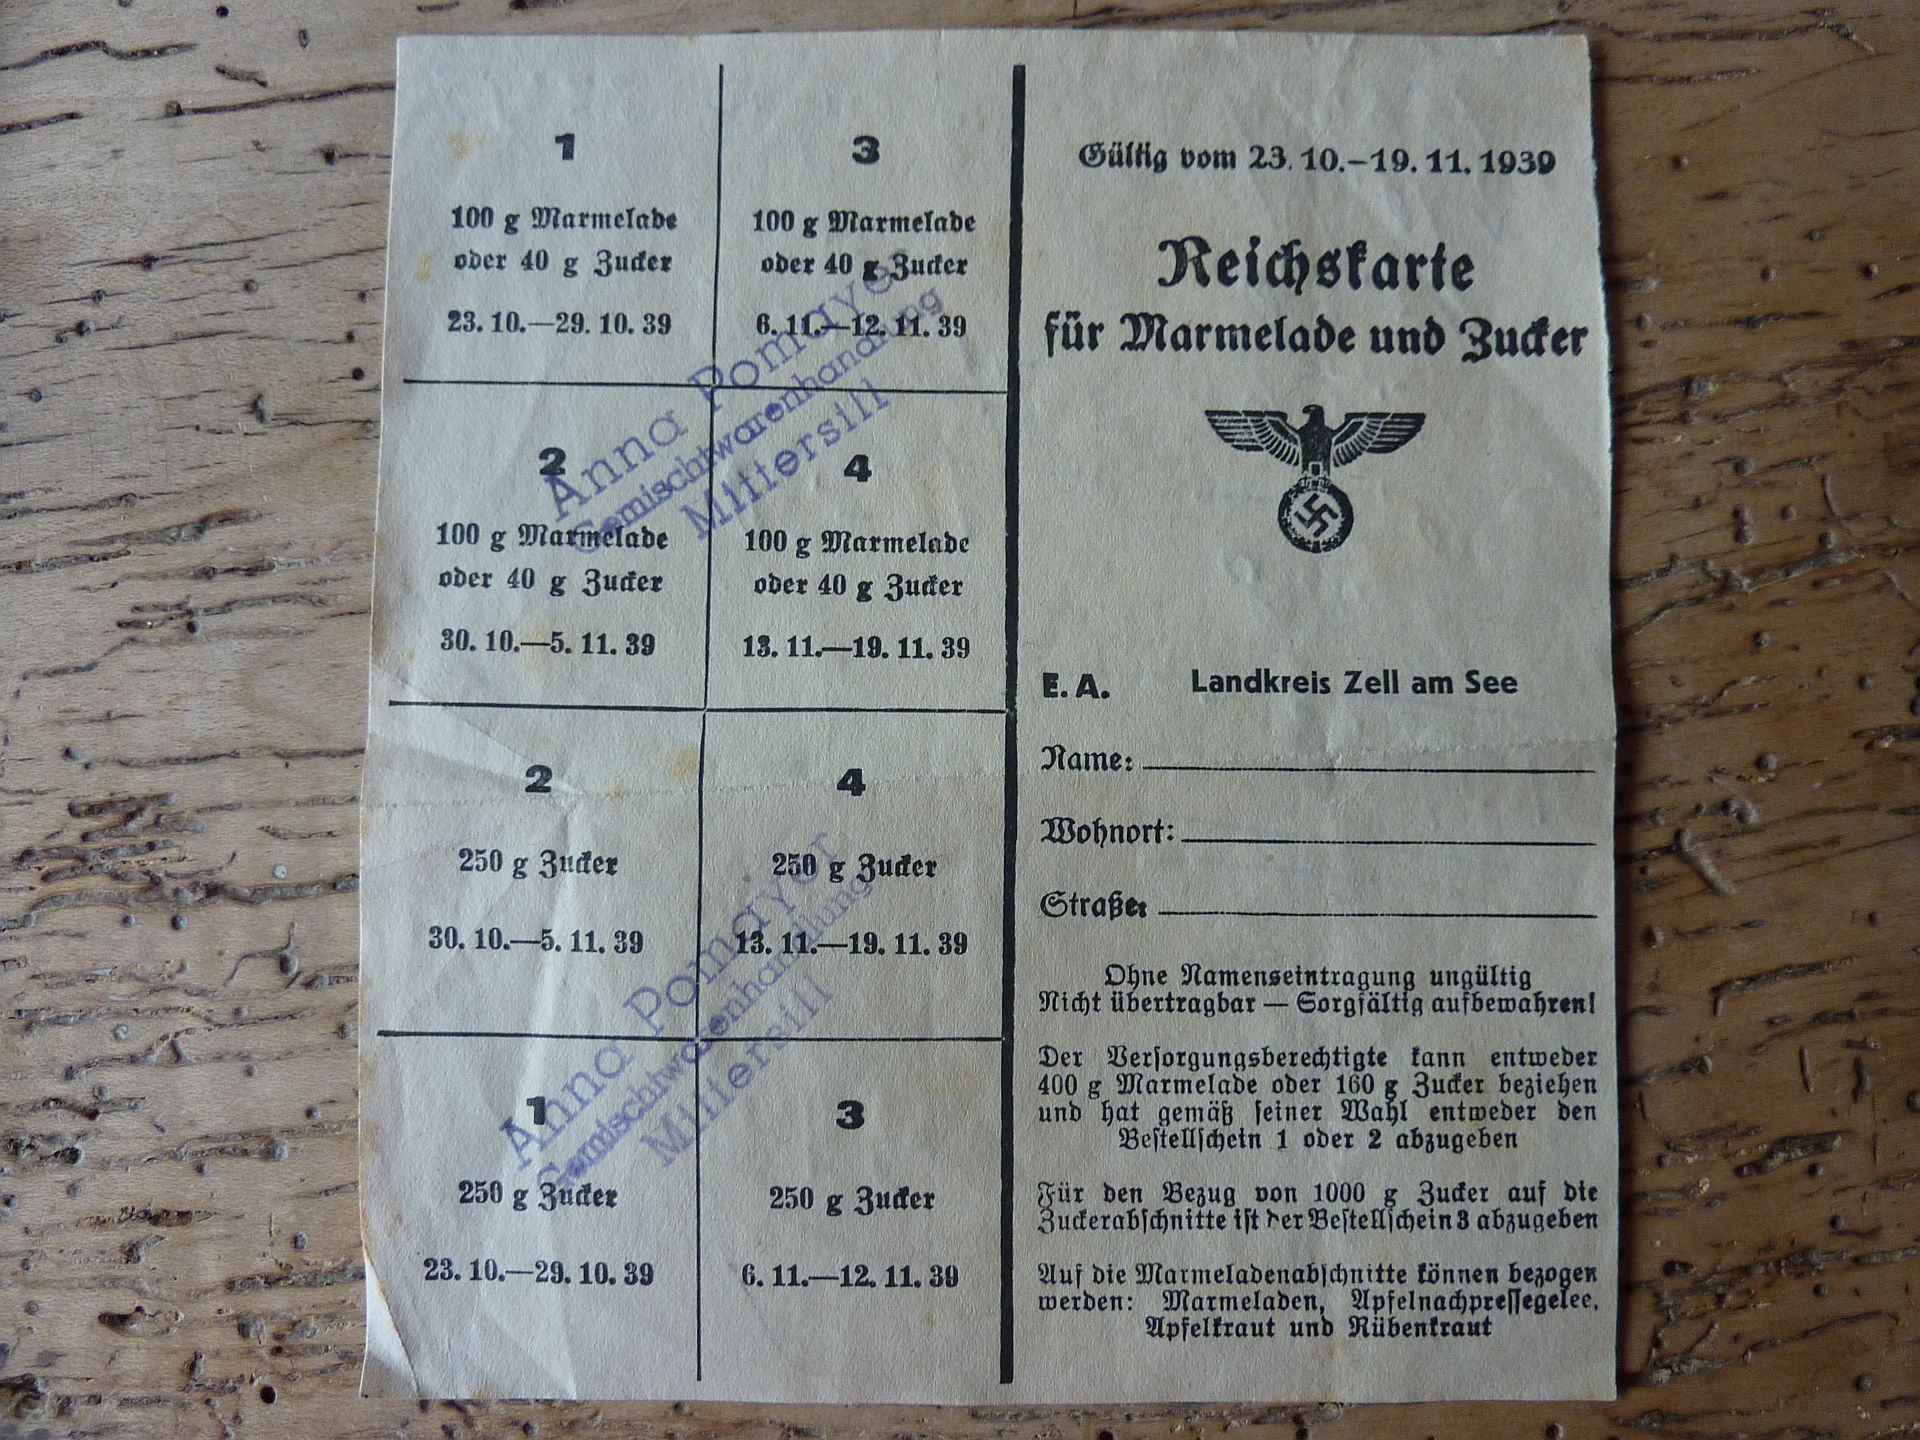 1
100 g Marmelade
oder 40 g Zucker
23. 10.—29. 10. 39
3
100 g Marmelade
oder 40 g Zucker
6. 11.—12. 11. 39
2
100 g Marmelade
oder 40 g Zucker
30. 10.—5. 11. 39
4
100 g Marmelade
oder 40 g Zucker
13. 11.—19. 11. 39
Anna Pomayer
Gemischtwarenhandlung
Mittersill
2
250 g Zucker
30. 10.—5. 11. 39
4
250 g Zucker
13. 11.—19. 11. 39
1
250 g Zucker
23. 10.—29. 10. 39
3
250 g Zucker
6. 11.—12. 11. 39
Anna Pomayer
Gemischtwarenhandlung
Mittersill
Gültig vom 23. 10.—19. 11. 1939
Reichskarte
für Marmelade und Zucker
E. A. Landkreis Zell am See
Name:
Wohnort:
Straße:
Ohne Namenseintragung ungültig
Nicht übertragbar — Sorgfältig aufbewahren!
Der Versorgungsberechtigte kann entweder
400 g Marmelade oder 160 g Zucker beziehen
und hat gemäß seiner Wahl entweder den
Bestellschein 1 oder 2 abzugeben
Für den Bezug von 1000 g Zucker auf die
Zuckerabschnitte ist der Bestellschein 3 abzugeben
Auf die Marmeladenabschnitte können bezogen
werden: Marmeladen, Apfelnachpressegelee,
Apfelkraut und Rübenkraut